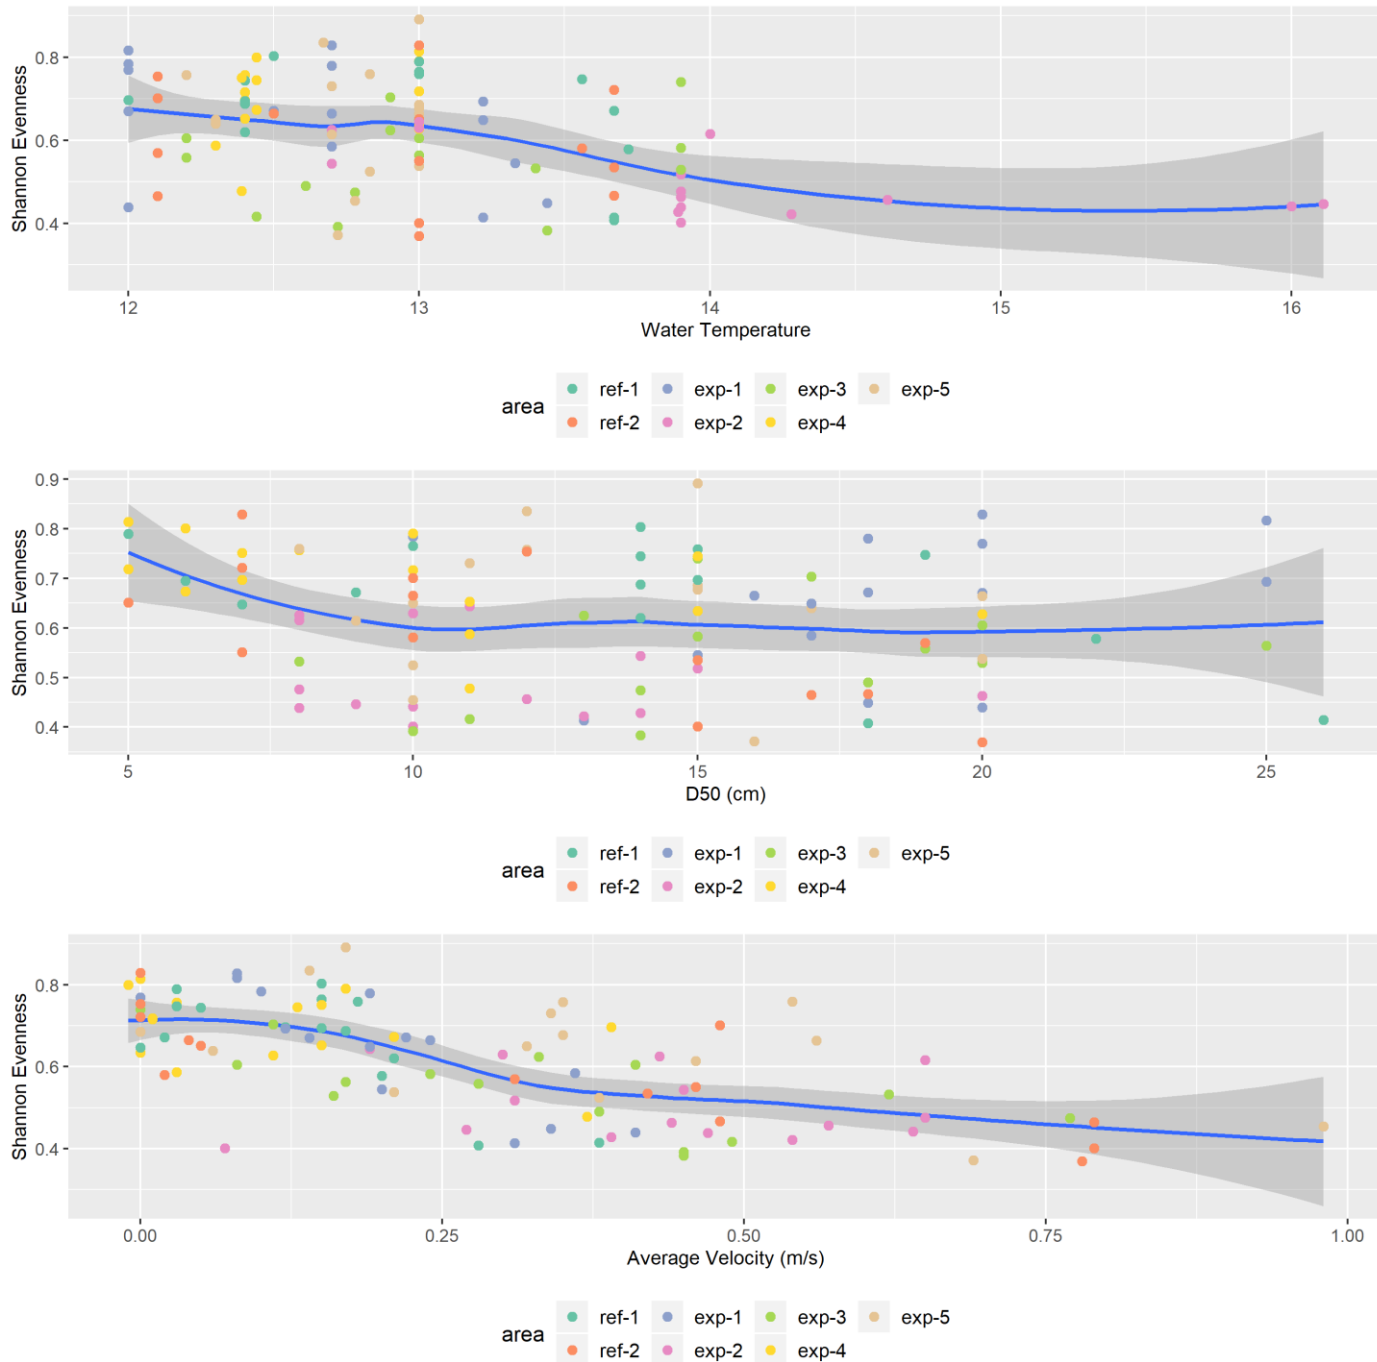 Shannon Evenness
0.8
0.6
0.4
12 13 14 15 16
Water Temperature
area ref-1 exp-1 exp-3 exp-5
ref-2 exp-2 exp-4
Shannon Evenness
0.9
0.8
0.7
0.6
0.5
0.4
5 10 15 20 25
D50 (cm)
area ref-1 exp-1 exp-3 exp-5
ref-2 exp-2 exp-4
Shannon Evenness
0.8
0.6
0.4
0.00 0.25 0.50 0.75 1.00
Average Velocity (m/s)
area ref-1 exp-1 exp-3 exp-5
ref-2 exp-2 exp-4